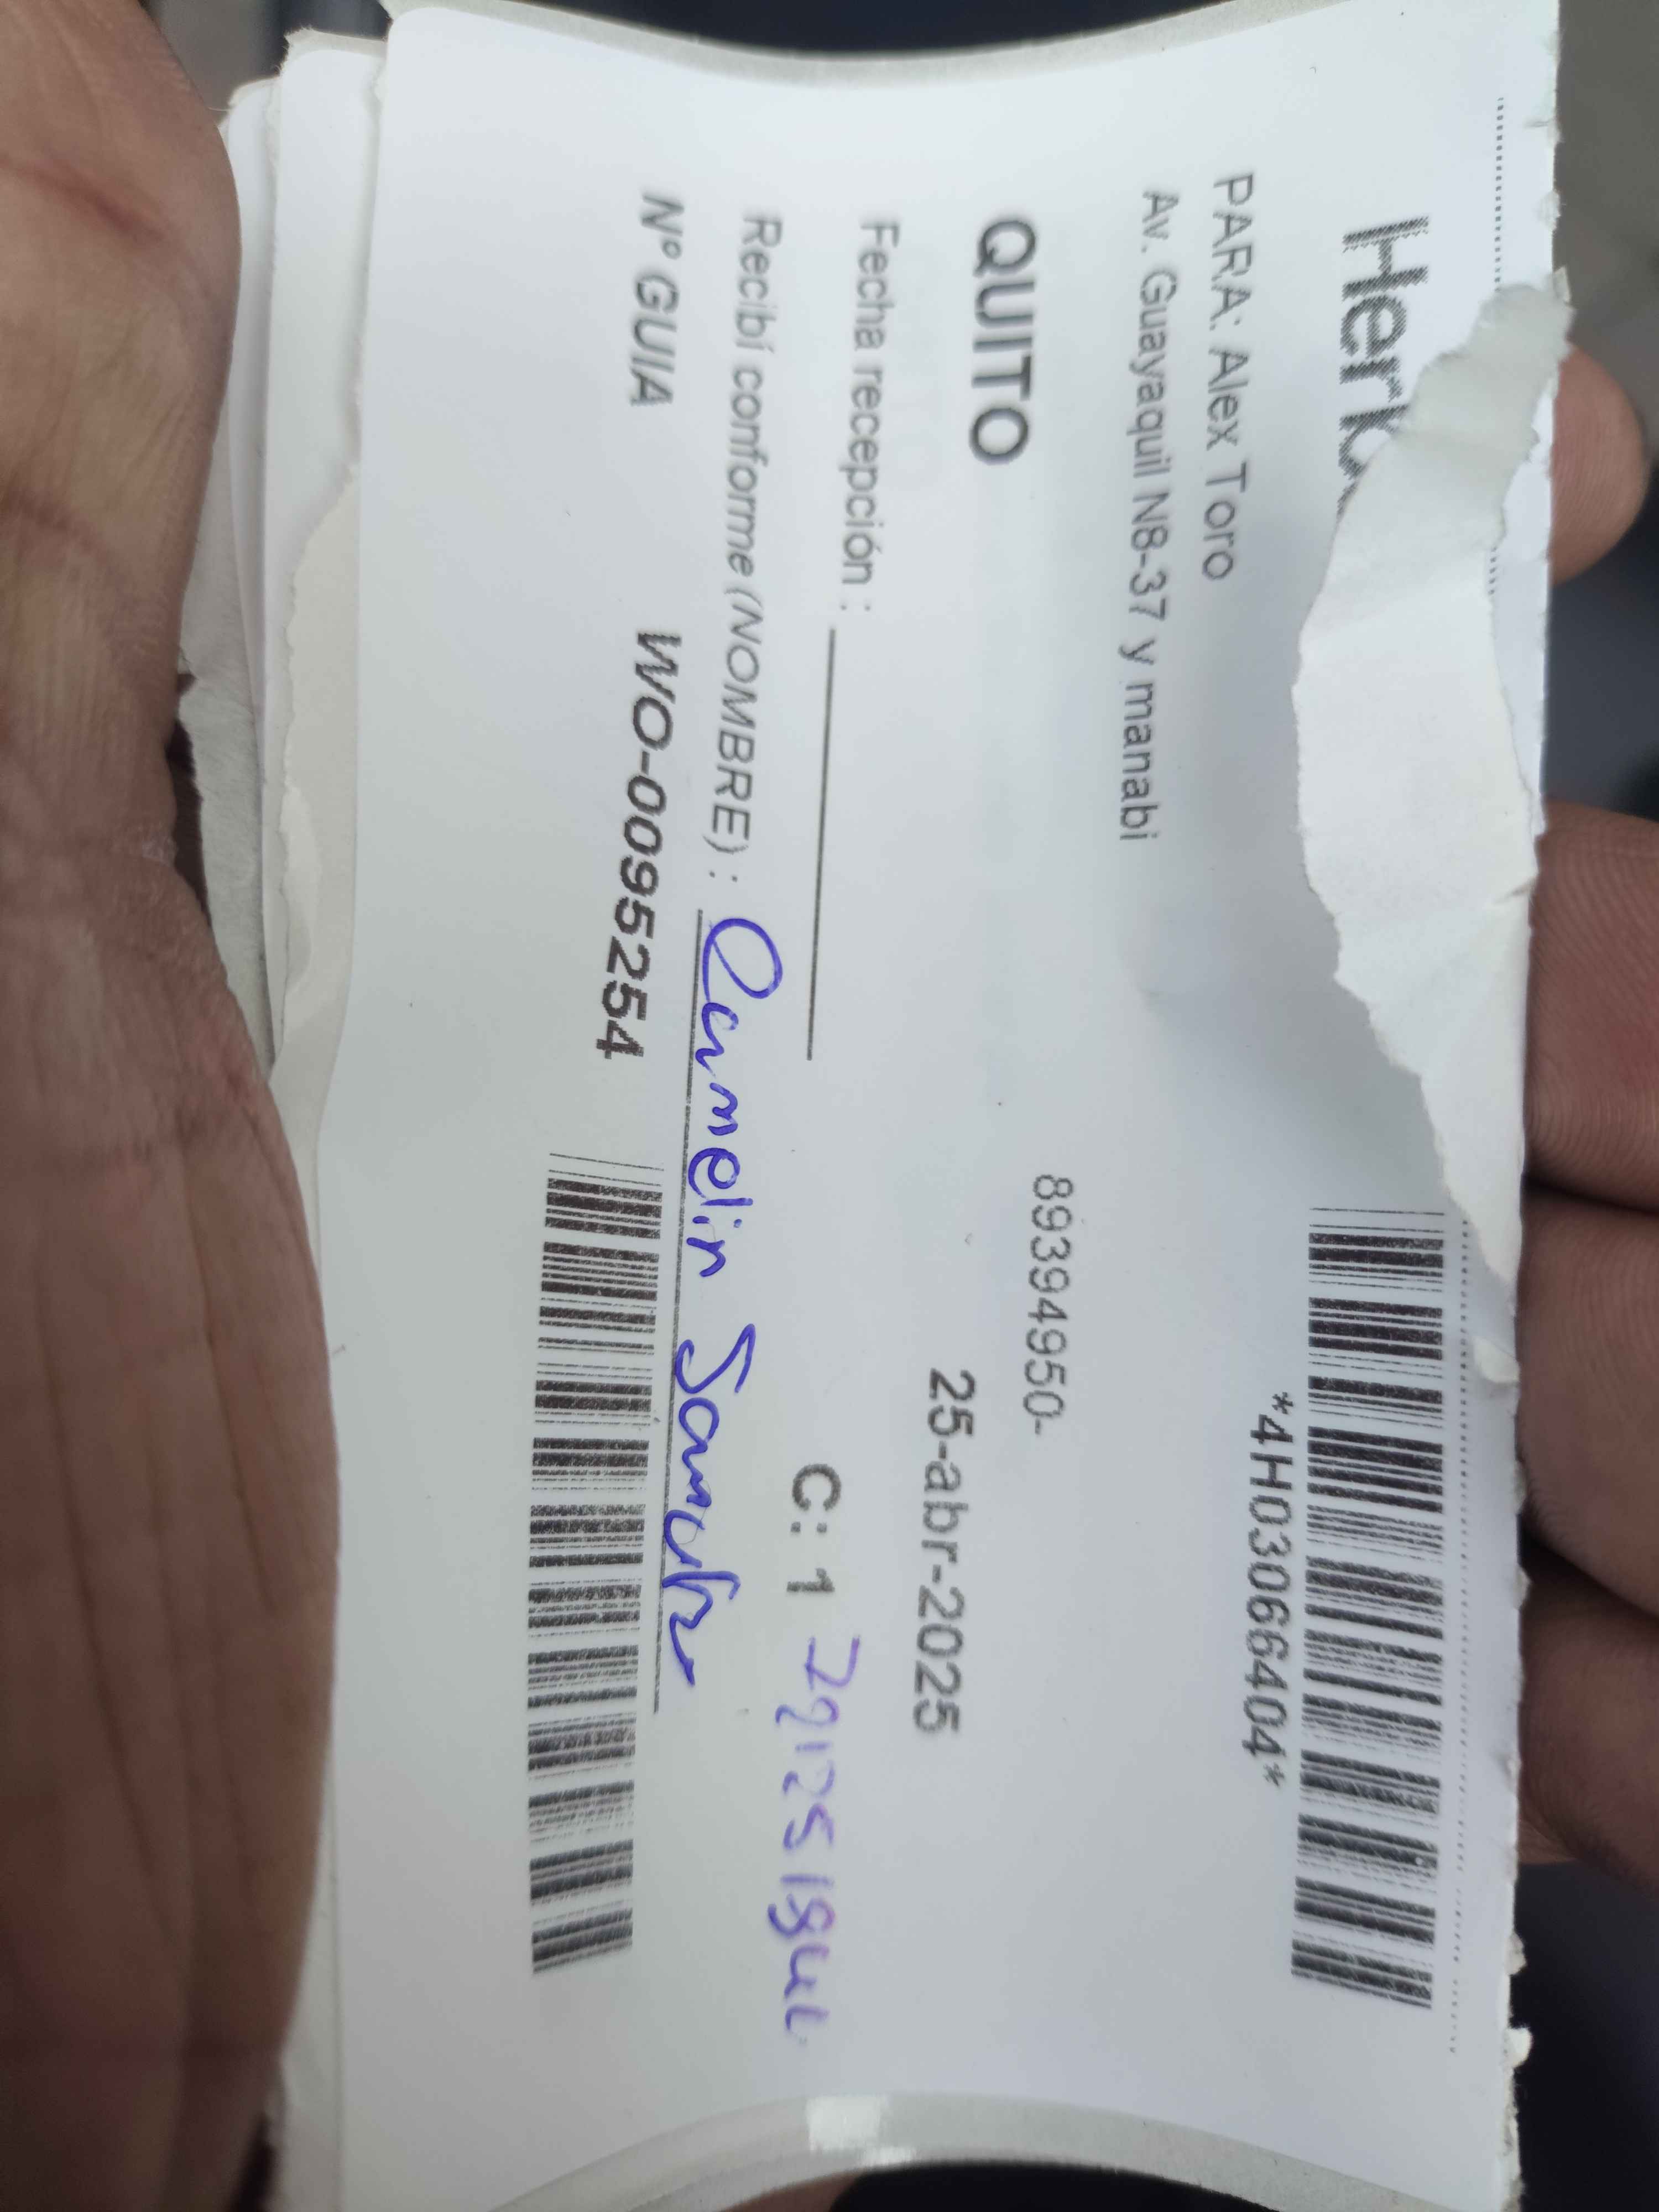 *4H03066404*
PARA: Alex Toro
Av. Guayaquil N8-37 y manabi
89394950-
QUITO
25-abr-2025
Fecha recepción :
C: 1
Recibí conforme (NOMBRE) :
Nº GUIA WO-0095254